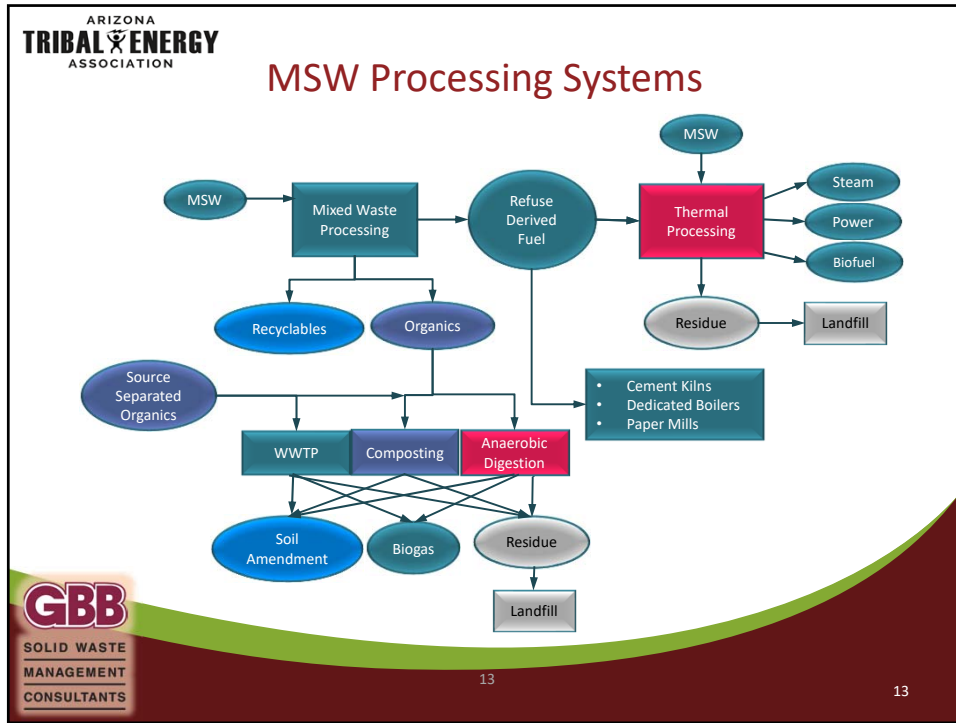 ARIZONA
TRIBAL ENERGY
ASSOCIATION
MSW Processing Systems
MSW
MSW
Mixed Waste
Processing
Refuse
Derived
Fuel
Thermal
Processing
Steam
Power
Biofuel
Recyclables
Organics
Residue
Landfill
Source
Separated
Organics
• Cement Kilns
• Dedicated Boilers
• Paper Mills
WWTP
Composting
Anaerobic
Digestion
Soil
Amendment
Biogas
Residue
Landfill
GBB
SOLID WASTE
MANAGEMENT
CONSULTANTS
13
13